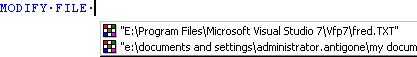 MODIFY FILE
"E:\Program Files\Microsoft Visual Studio 7\Vfp7\fred.TXT"
"e:\documents and settings\administrator.antigone\my docum